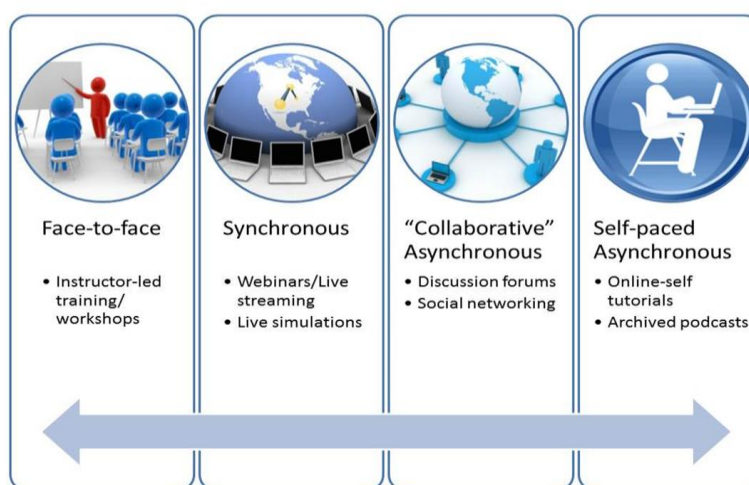 Face-to-face
• Instructor-led
training/
workshops
Synchronous
• Webinars/Live
streaming
• Live simulations
“Collaborative”
Asynchronous
• Discussion forums
• Social networking
Self-paced
Asynchronous
• Online-self
tutorials
• Archived podcasts